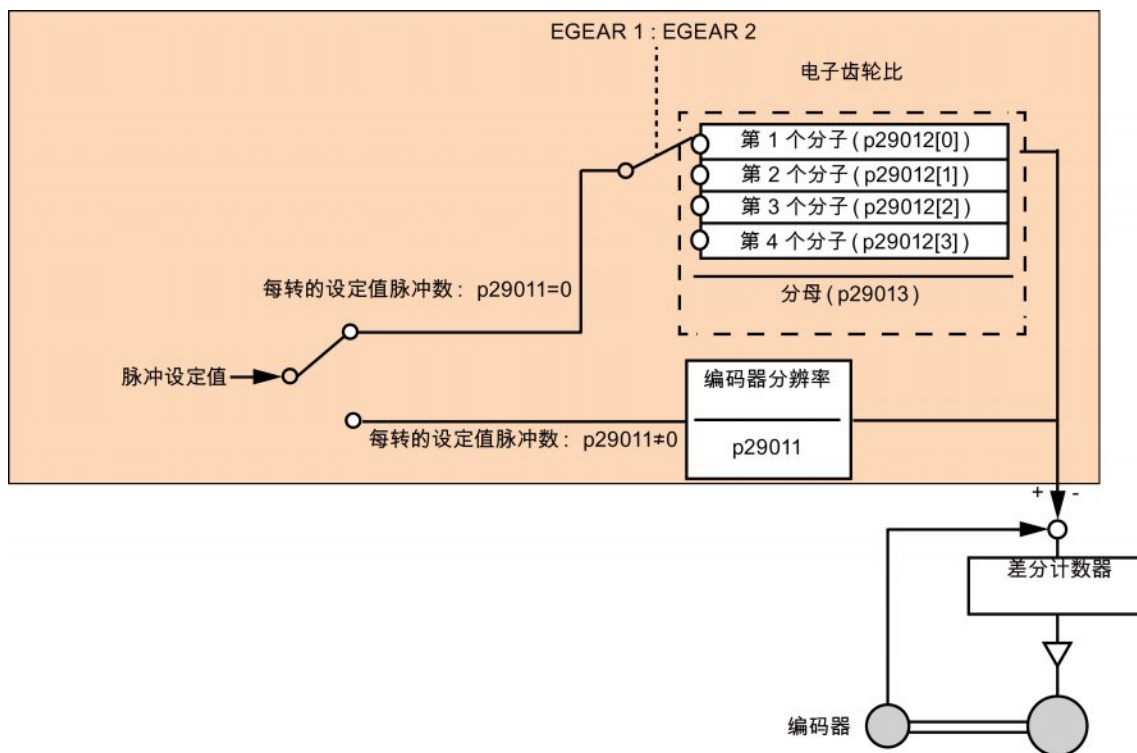 EGEAR 1 : EGEAR 2
电子齿轮比
第 1 个分子 ( p29012[0] )
第 2 个分子 ( p29012[1] )
第 3 个分子 ( p29012[2] )
第 4 个分子 ( p29012[3] )
分母 ( p29013 )
每转的设定值脉冲数： p29011=0
脉冲设定值
每转的设定值脉冲数： p29011≠0
编码器分辨率
p29011
+ -
差分计数器
编码器